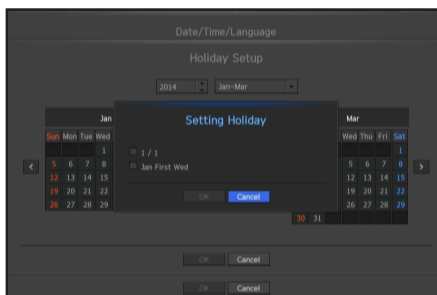 Date/Time/Language
Holiday Setup
2014 Jan~Mar
Jan Mar
Sun Mon Tue Wed Wed Thu Fri Sat
1 1
5 6 7 8 5 6 7 8
12 13 14 15 12 13 14 15
19 20 21 22 19 20 21 22
26 27 28 29 26 27 28 29
30 31
Setting Holiday
1 / 1
Jan First Wed
OK Cancel
OK Cancel
OK Cancel